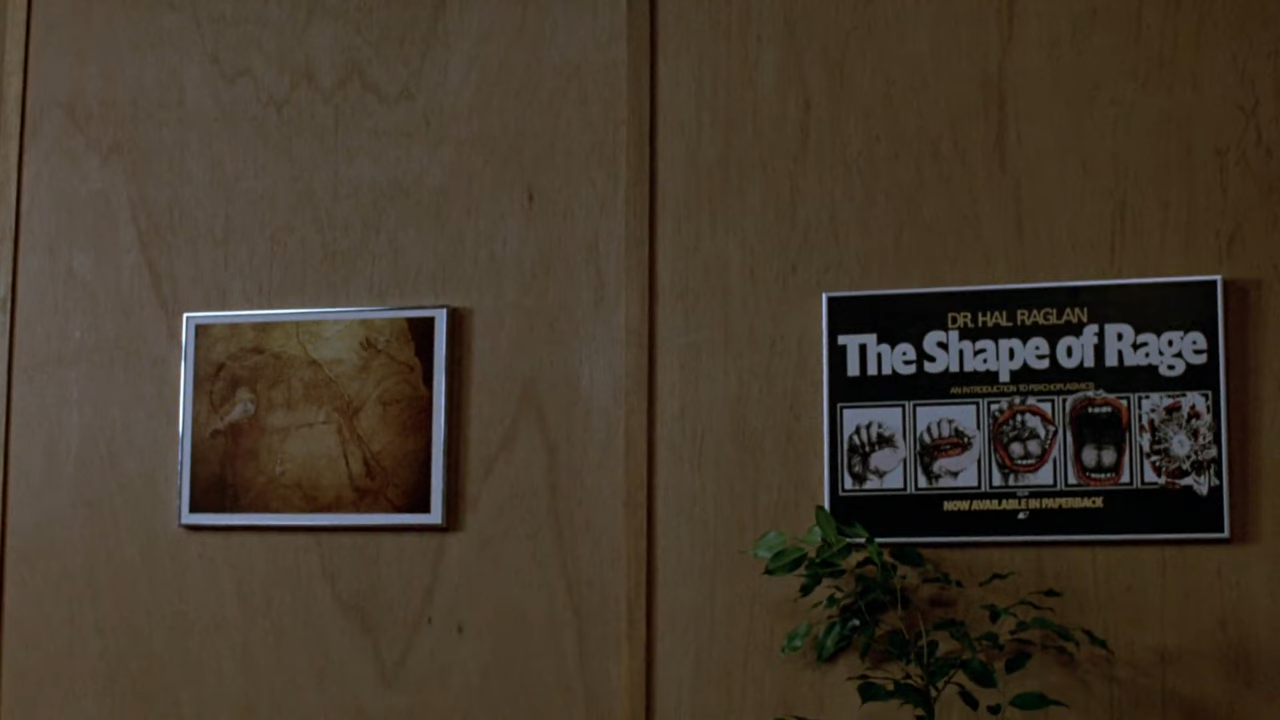 DR. HAL RAGLAN
The Shape of Rage
AN INTRODUCTION TO PSYCHOPLASMICS
NOW AVAILABLE IN PAPERBACK